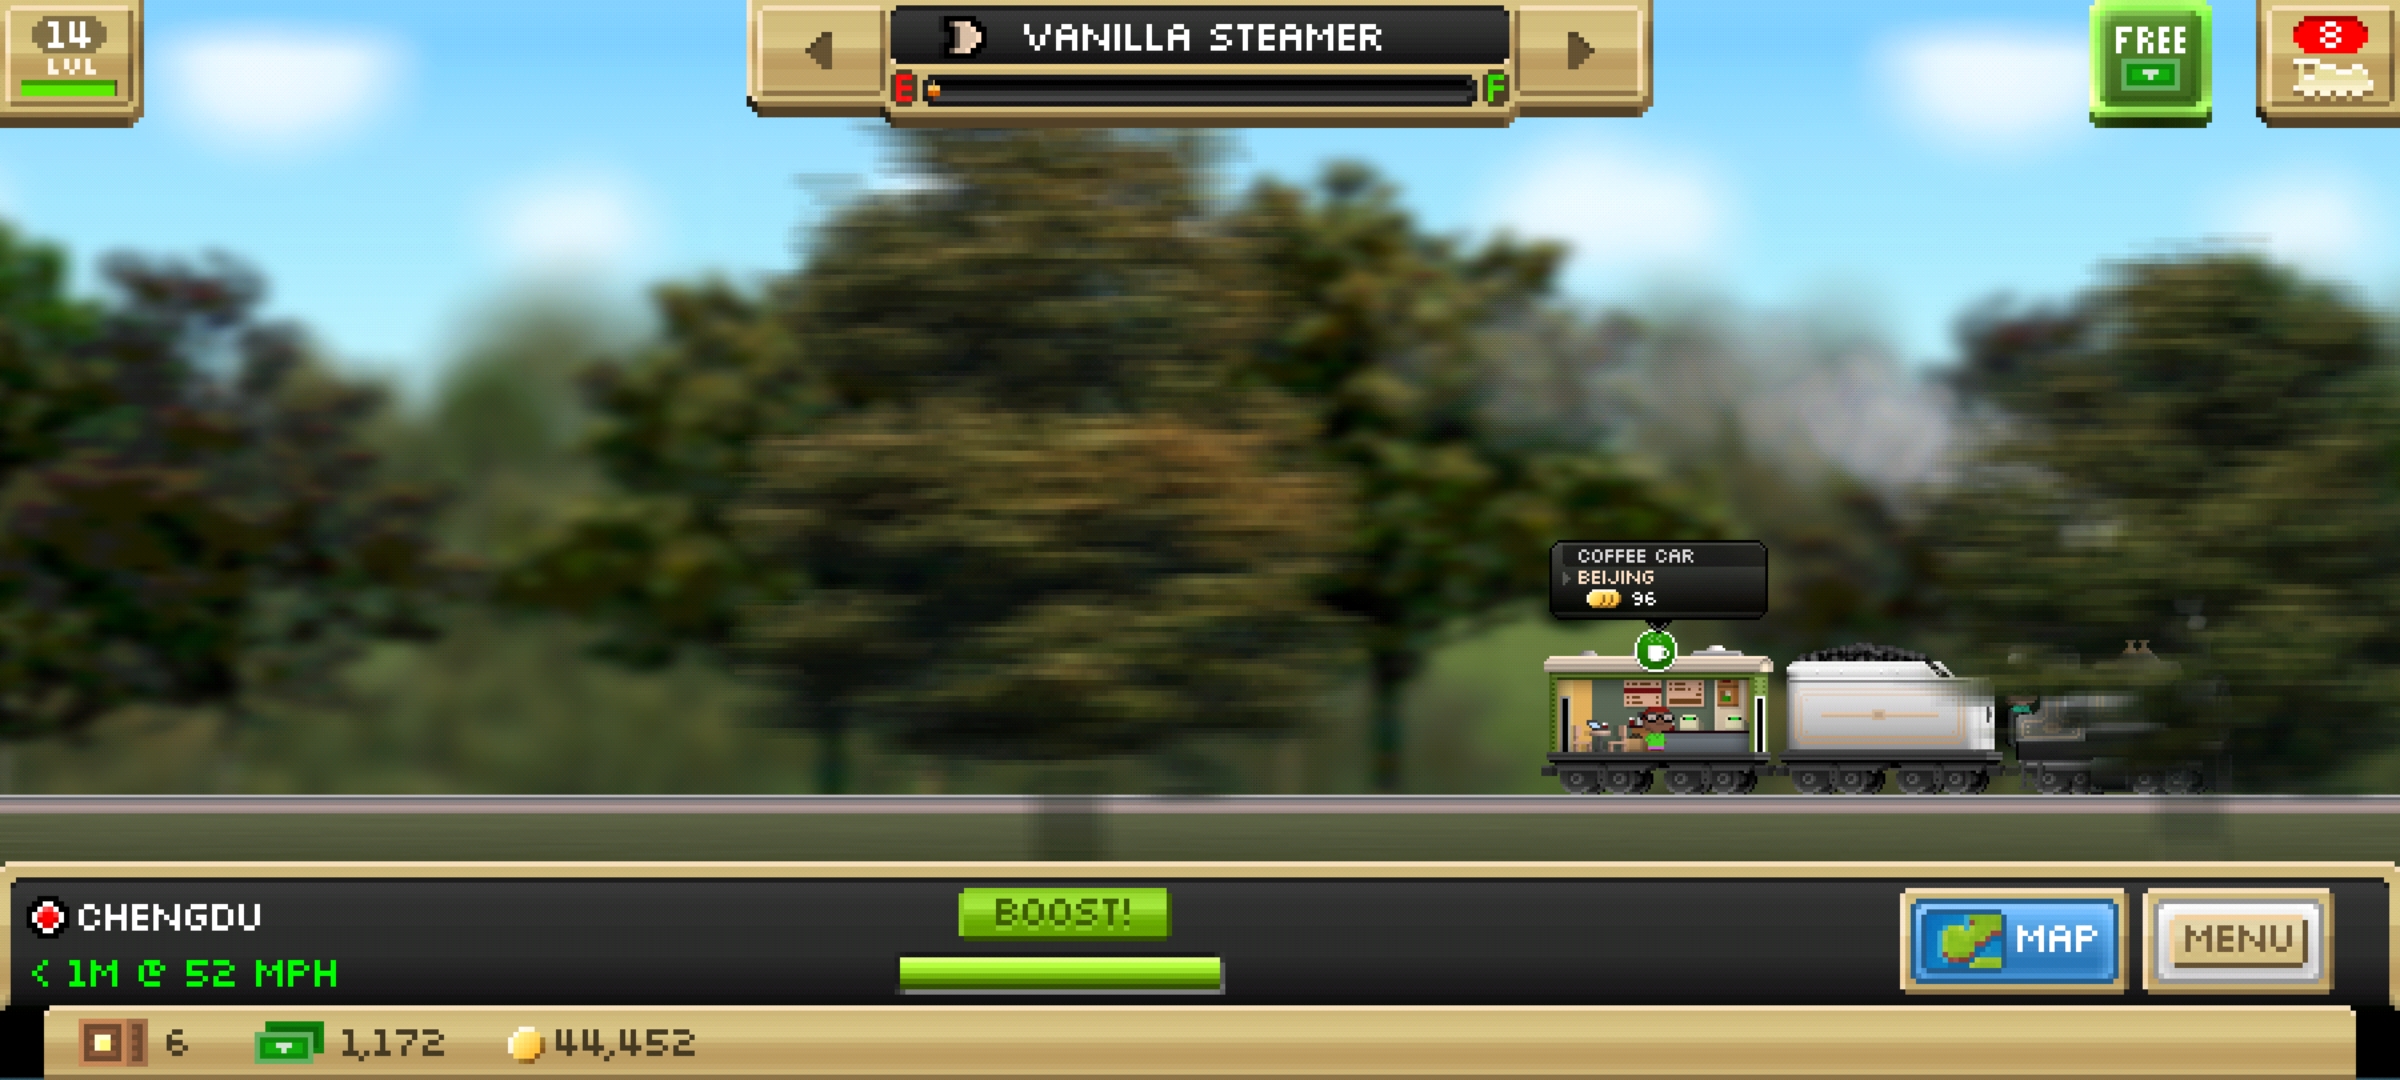 14
LVL
VANILLA STEAMER
E
F
FREE
8
COFFEE CAR
BEIJING
96
CHENGDU
< 1M @ 52 MPH
BOOST!
MAP
MENU
6
1,172
44,452